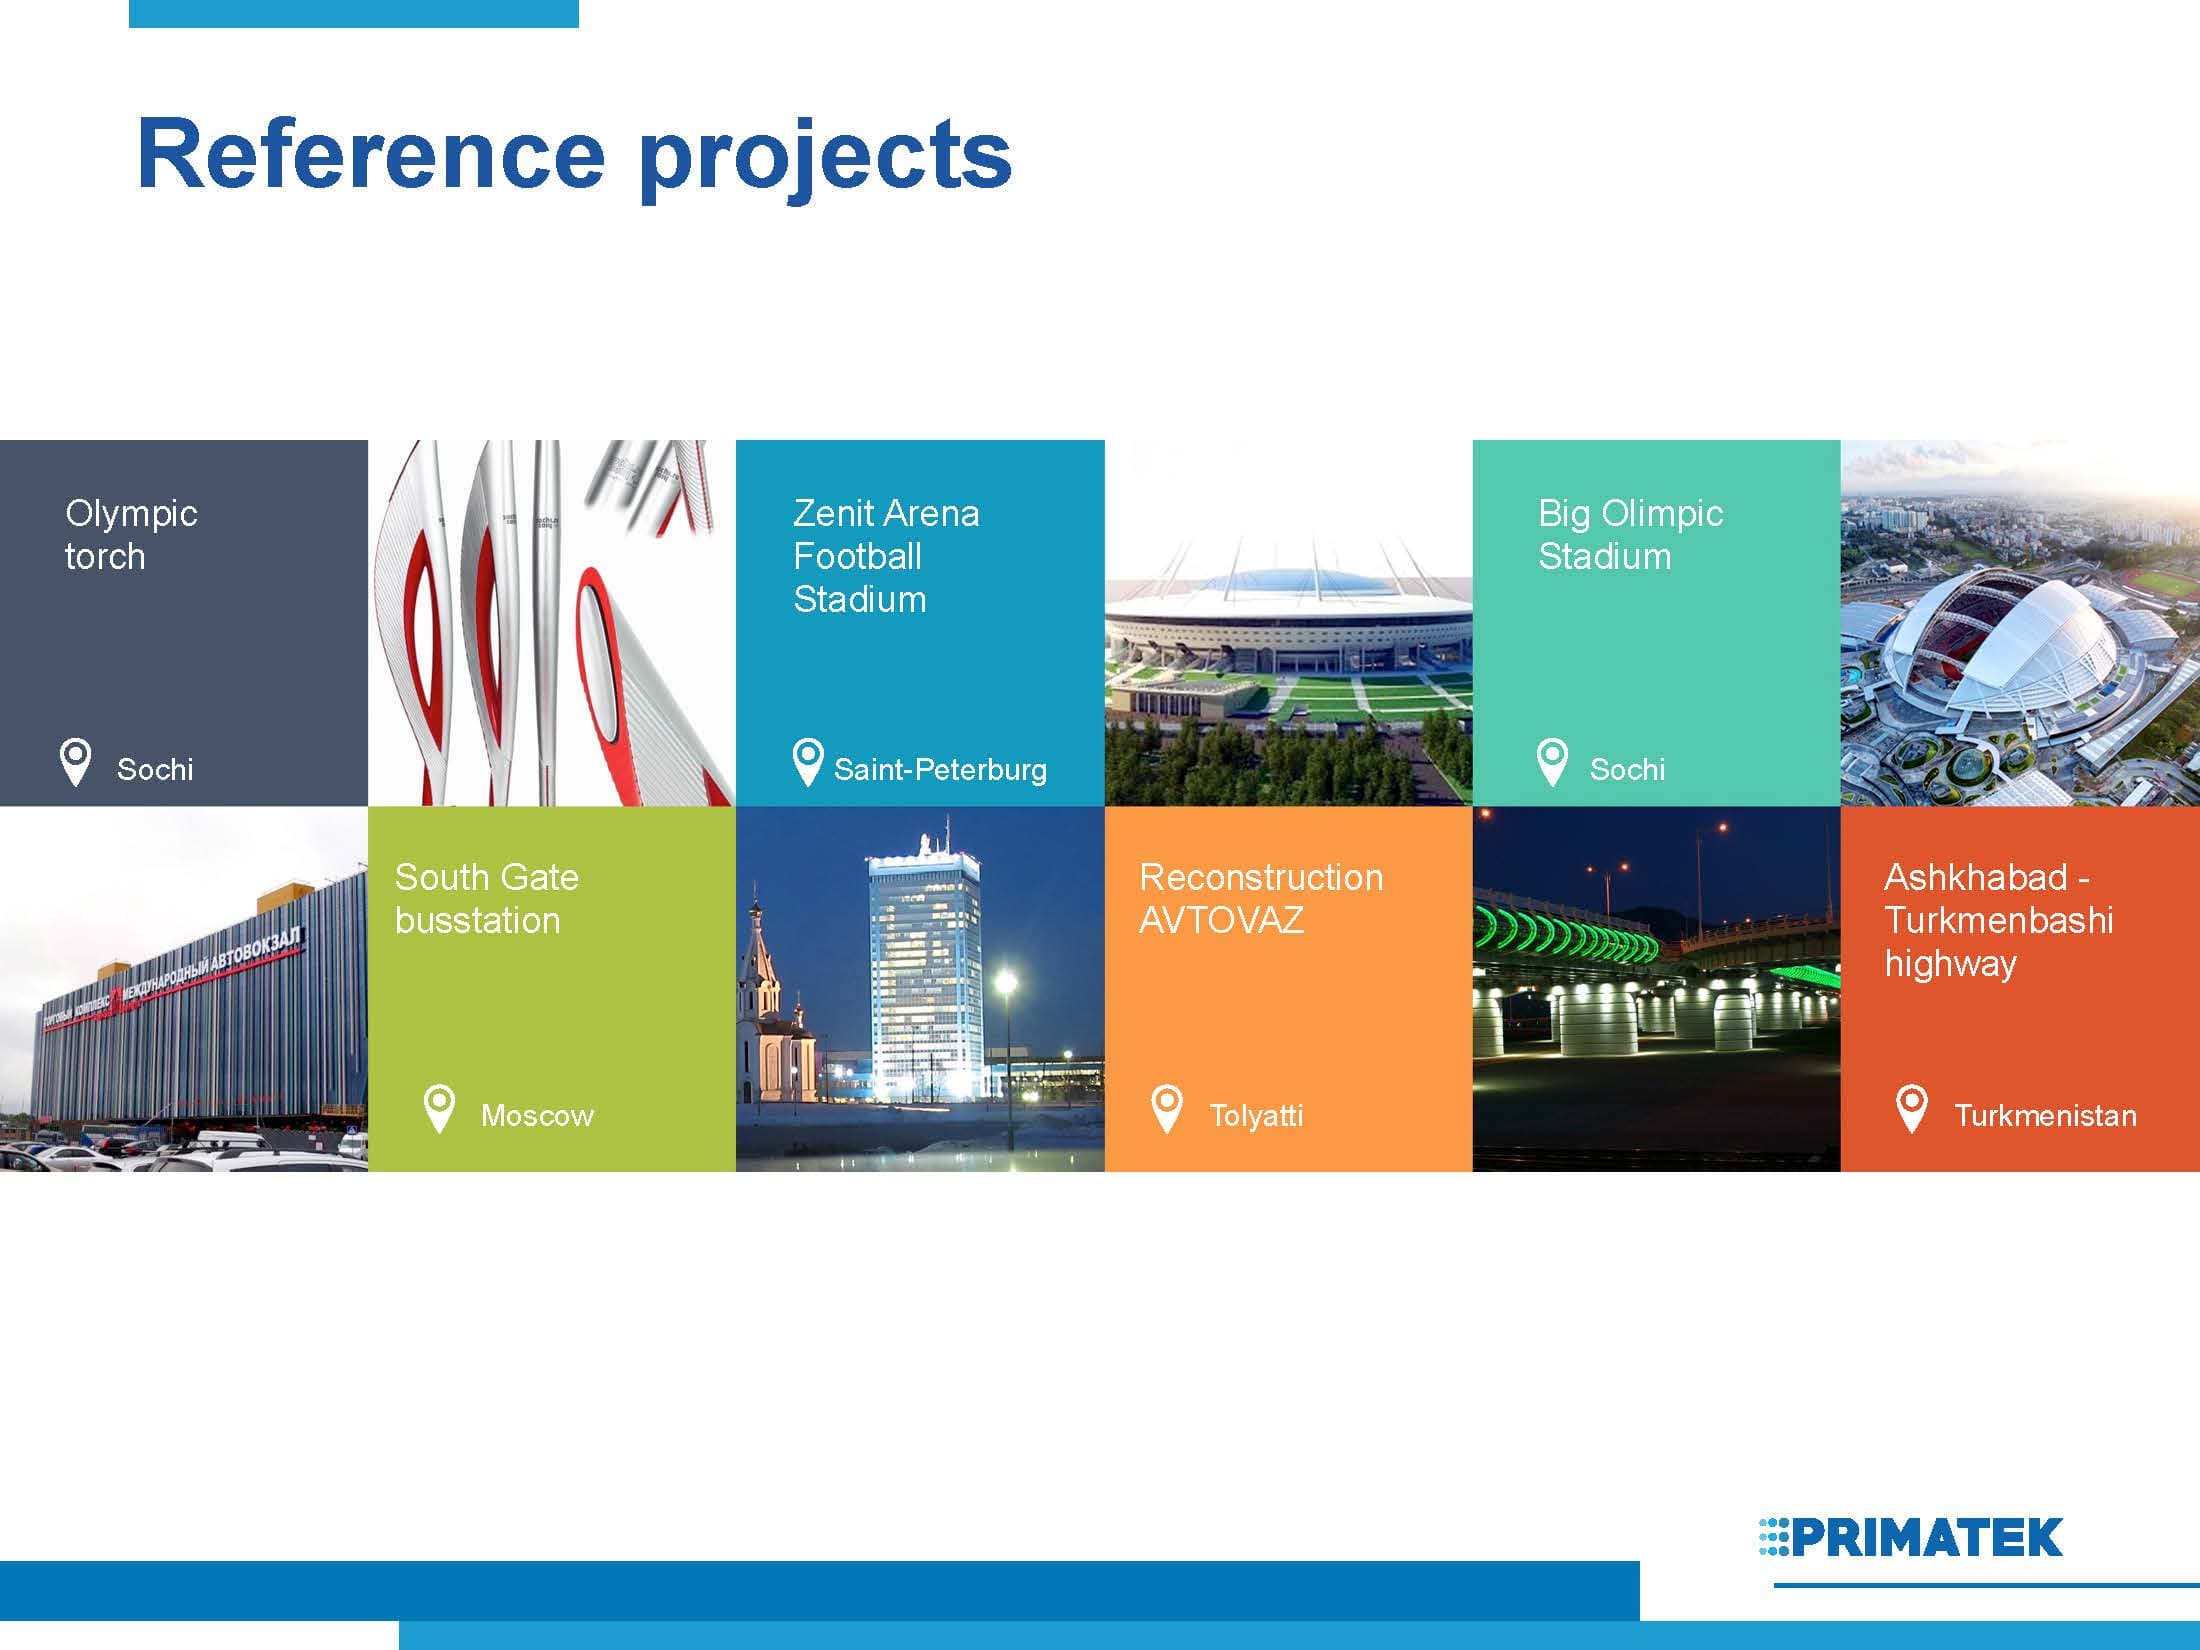 Reference projects
Olympic
torch
Sochi
Zenit Arena
Football
Stadium
Saint-Peterburg
Big Olimpic
Stadium
Sochi
ТОРГОВЫЙ КОМПЛЕКС МЕЖДУНАРОДНЫЙ АВТОВОКЗАЛ
South Gate
busstation
Moscow
Reconstruction
AVTOVAZ
Tolyatti
Ashkhabad -
Turkmenbashi
highway
Turkmenistan
PRIMATEK